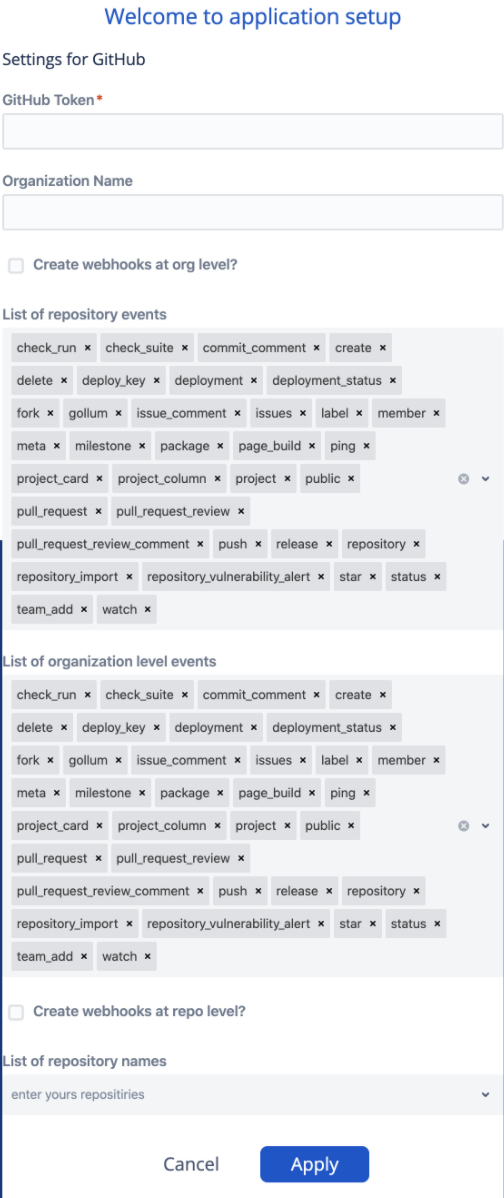 Welcome to application setup
Settings for GitHub
GitHub Token*
Organization Name
Create webhooks at org level?
List of repository events
check_run × check_suite × commit_comment × create ×
delete × deploy_key × deployment × deployment_status ×
fork × gollum × issue_comment × issues × label × member ×
meta × milestone × package × page_build × ping ×
project_card × project_column × project × public ×
pull_request × pull_request_review ×
pull_request_review_comment × push × release × repository ×
repository_import × repository_vulnerability_alert × star × status ×
team_add × watch ×
List of organization level events
check_run × check_suite × commit_comment × create ×
delete × deploy_key × deployment × deployment_status ×
fork × gollum × issue_comment × issues × label × member ×
meta × milestone × package × page_build × ping ×
project_card × project_column × project × public ×
pull_request × pull_request_review ×
pull_request_review_comment × push × release × repository ×
repository_import × repository_vulnerability_alert × star × status ×
team_add × watch ×
Create webhooks at repo level?
List of repository names
enter yours repositiries
Cancel Apply